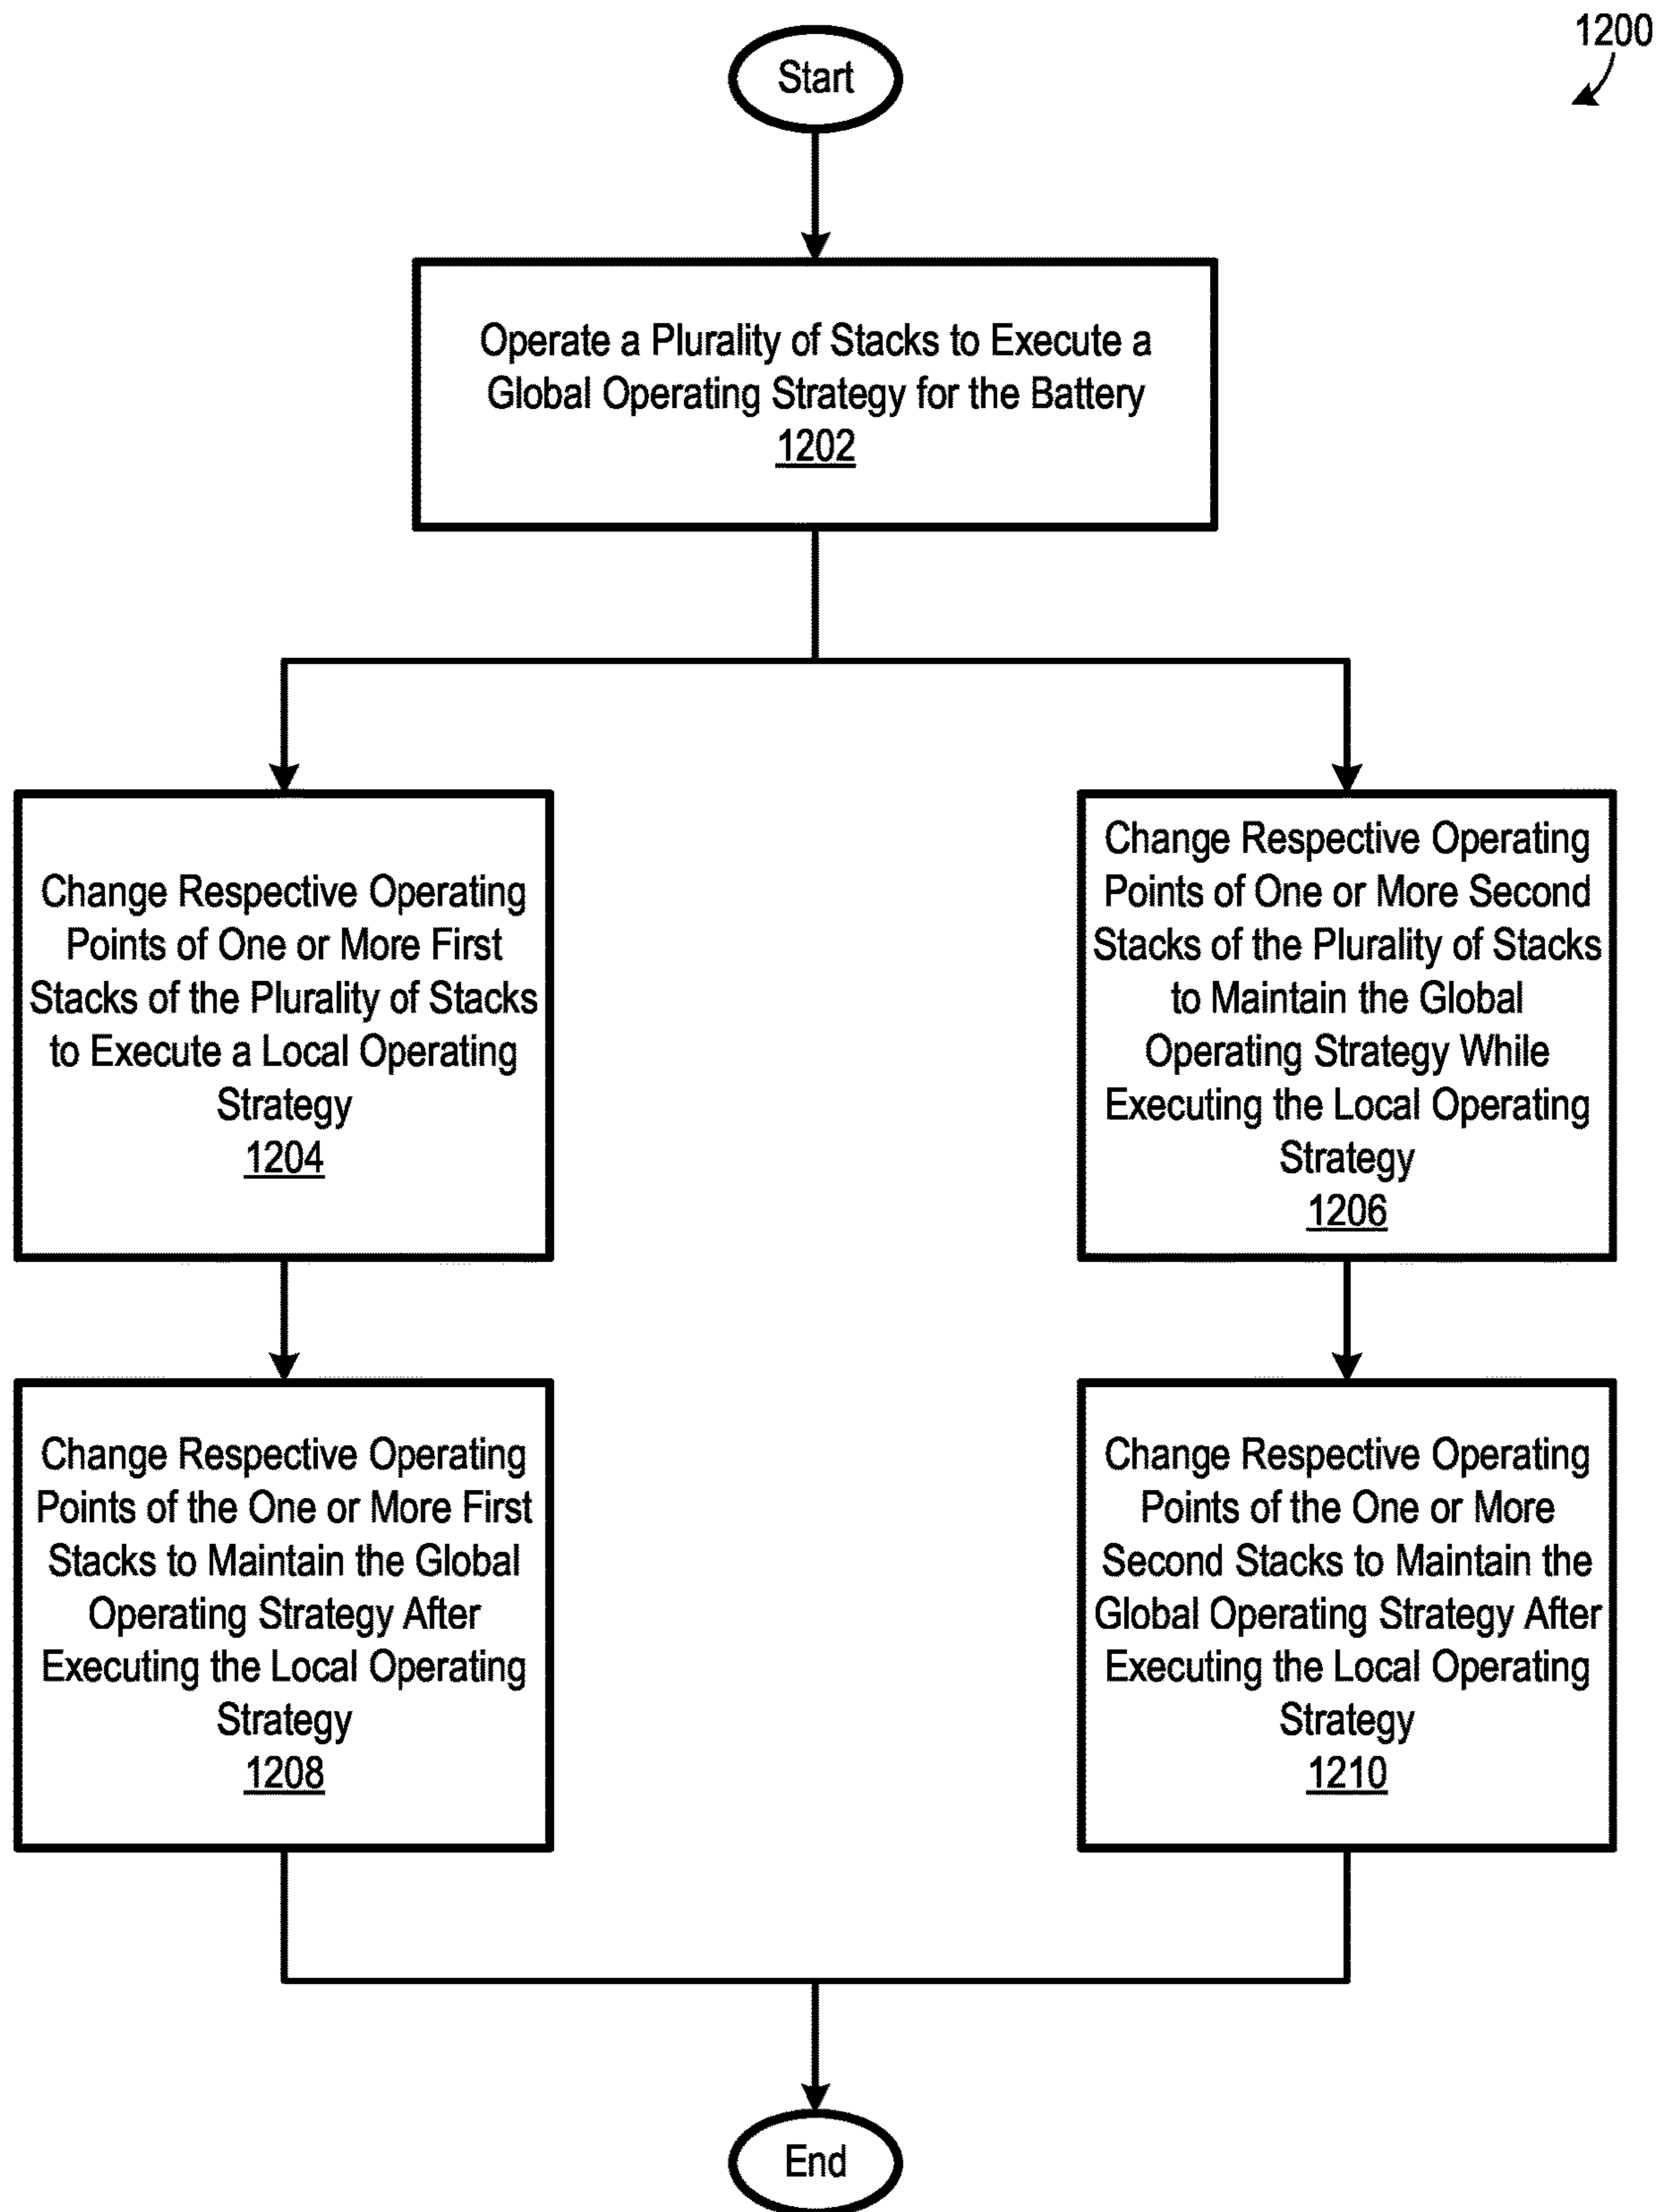 1200
Start
Operate a Plurality of Stacks to Execute a
Global Operating Strategy for the Battery
1202
Change Respective Operating
Points of One or More First
Stacks of the Plurality of Stacks
to Execute a Local Operating
Strategy
1204
Change Respective Operating
Points of One or More Second
Stacks of the Plurality of Stacks
to Maintain the Global
Operating Strategy While
Executing the Local Operating
Strategy
1206
Change Respective Operating
Points of the One or More First
Stacks to Maintain the Global
Operating Strategy After
Executing the Local Operating
Strategy
1208
Change Respective Operating
Points of the One or More
Second Stacks to Maintain the
Global Operating Strategy After
Executing the Local Operating
Strategy
1210
End